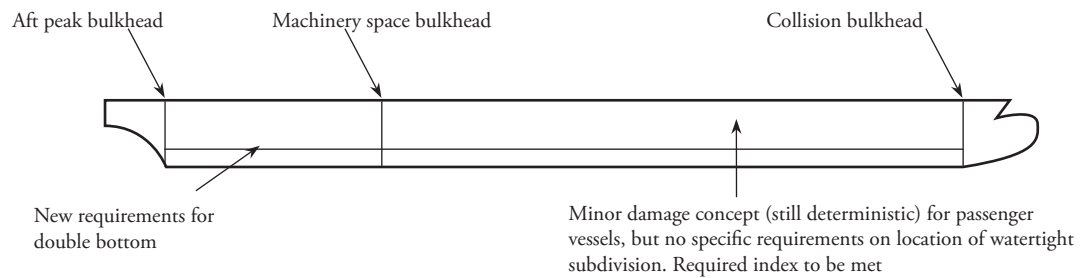 Aft peak bulkhead
Machinery space bulkhead
Collision bulkhead
New requirements for
double bottom
Minor damage concept (still deterministic) for passenger
vessels, but no specific requirements on location of watertight
subdivision. Required index to be met